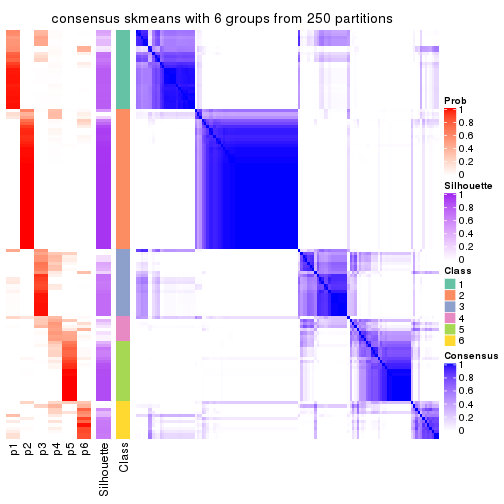 consensus skmeans with 6 groups from 250 partitions
Prob
1
0.8
0.6
0.4
0.2
0
Silhouette
1
0.8
0.6
0.4
0.2
0
Class
1
2
3
4
5
6
Consensus
1
0.8
0.6
0.4
0.2
0
p1
p2
p3
p4
p5
p6
Silhouette
Class